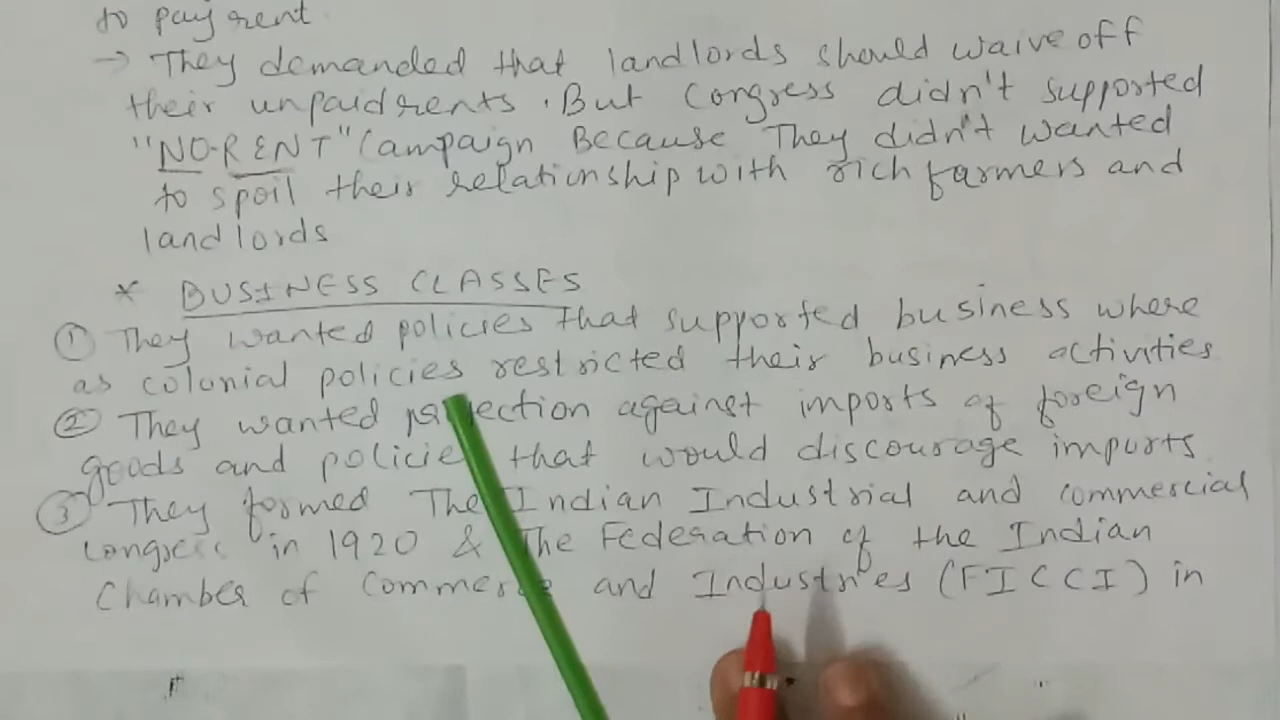 to pay rent
→ They demanded that landlords should waive off
their unpaid rents. But Congress didn't supported
"NO-RENT" Campaign Because They didn't wanted
to spoil their relationship with rich farmers and
landlords
* BUSINESS CLASSES
① They wanted policies that supported business where
as colonial policies restricted their business activities
② They wanted against imports of foreign
goods and policie that would discourage imports
③ They formed The Indian Industrial and commercial
Congress in 1920 & The Federation of the Indian
Chamber of Commerce and Industries (FICCI) in